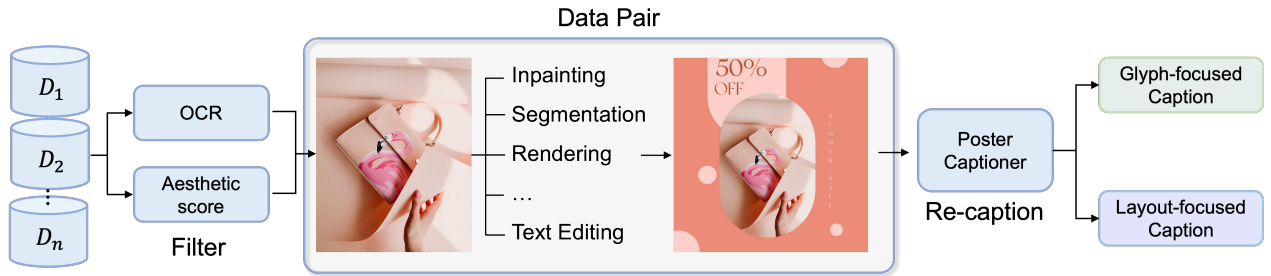 Data Pair
D1
D2
Dn
OCR
Aesthetic
score
Filter
Inpainting
Segmentation
Rendering
...
Text Editing
50%
OFF
Poster
Captioner
Re-caption
Glyph-focused
Caption
Layout-focused
Caption